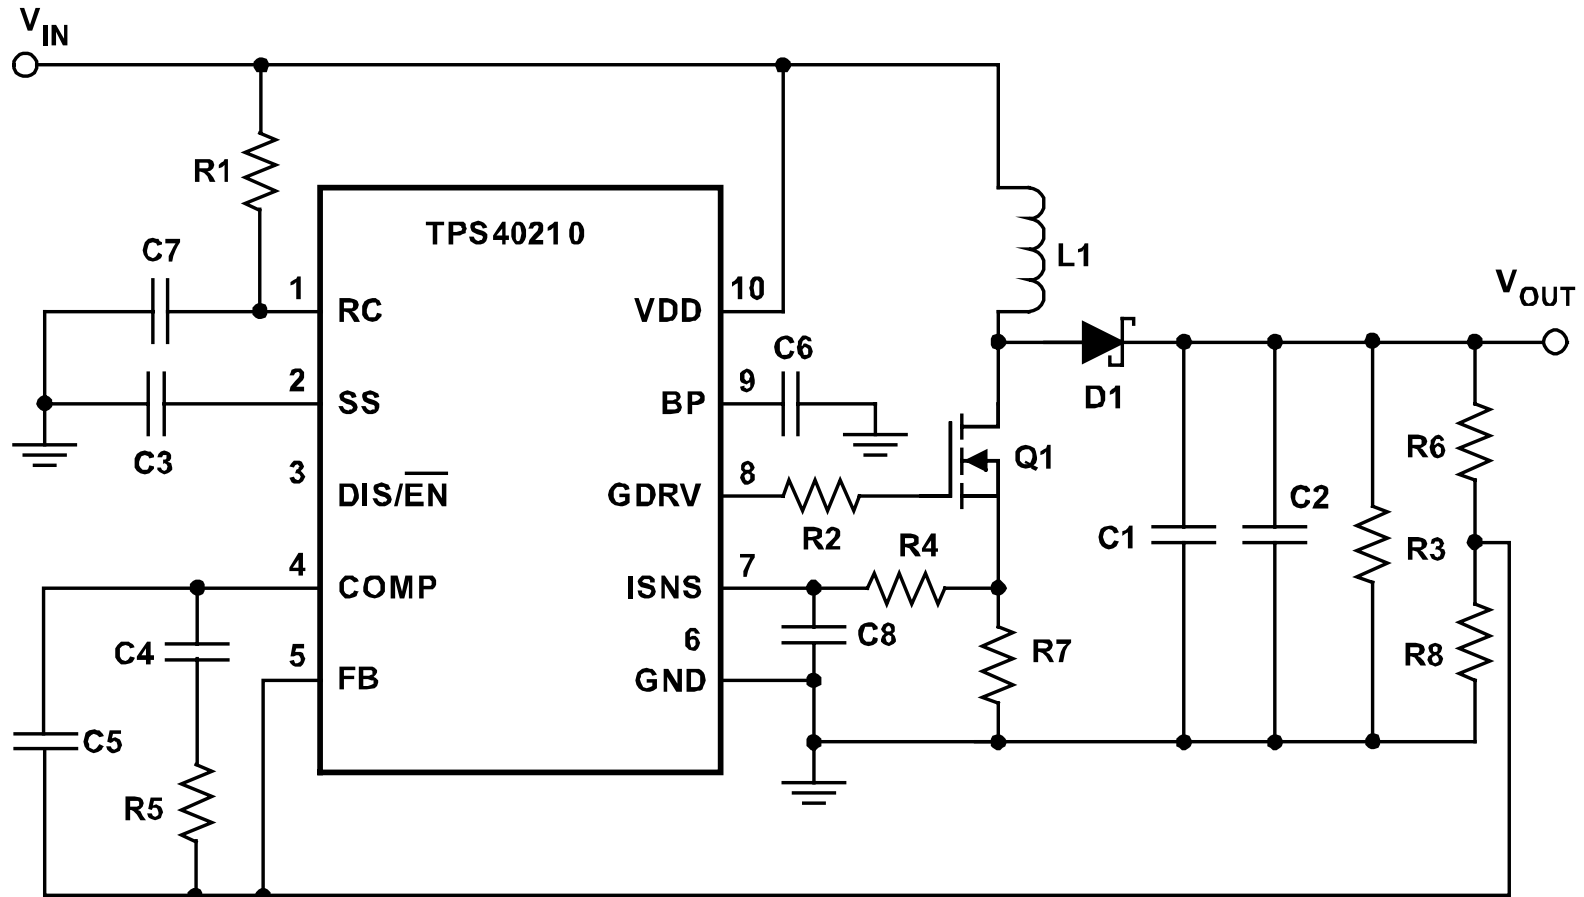 VIN
R1
TPS40210
C7
L1
1
RC
VDD
10
VOUT
C6
2
SS
BP
9
D1
C3
3
DIS/EN
GDRV
8
Q1
R6
R2
R4
C1
C2
R3
4
COMP
ISNS
7
C8
C4
5
FB
6
GND
R7
R8
C5
R5